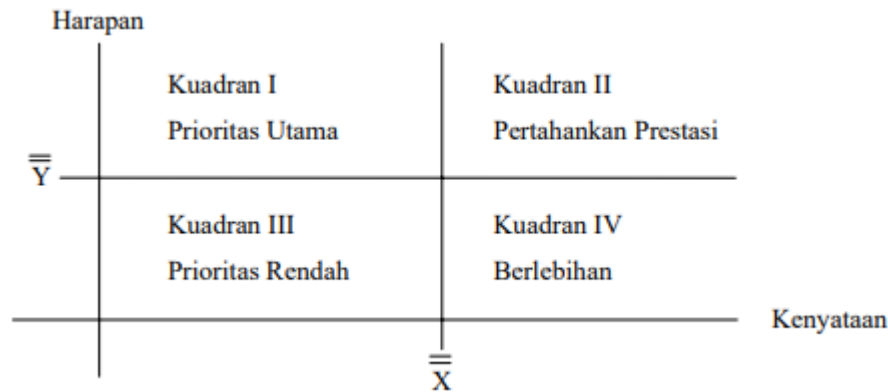 Harapan
Kuadran I
Prioritas Utama
Kuadran II
Pertahankan Prestasi
Y
Kuadran III
Prioritas Rendah
Kuadran IV
Berlebihan
Kenyataan
X